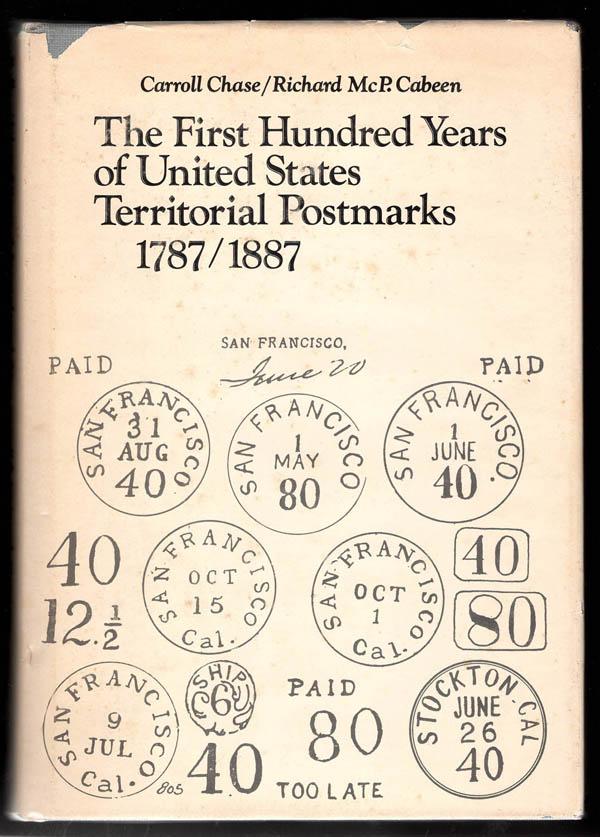 Carroll Chase/Richard McP. Cabeen
The First Hundred Years
of United States
Territorial Postmarks
1787/1887
SAN FRANCISCO,
June 20
PAID
PAID
SAN FRANCISCO
31
AUG
40
SAN FRANCISCO
1
MAY
80
SAN FRANCISCO.
1
JUNE
40
40
12.½
SAN FRANCISCO
OCT
15
Cal.
SAN FRANCISCO
OCT
1
Cal.
40
80
SAN FRANCISCO
9
JUL
Cal.
805
SHIP
6
40
PAID
80
TOO LATE
STOCKTON CAL
JUNE
26
40